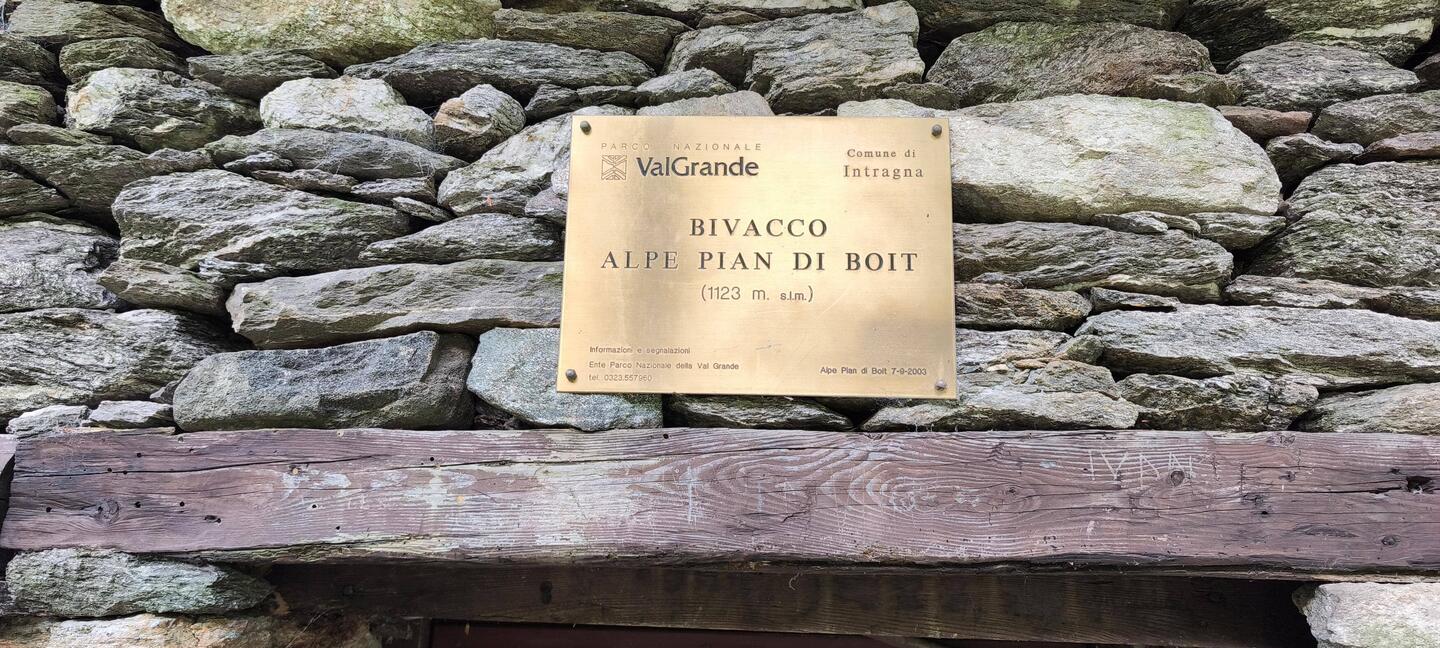 PARCO NAZIONALE
ValGrande
Comune di
Intragna
BIVACCO
ALPE PIAN DI BOIT
(1123 m. s.l.m.)
Informazioni e segnalazioni
Ente Parco Nazionale della Val Grande
tel. 0323.557960
Alpe Pian di Boit 7-9-2003
IVAN